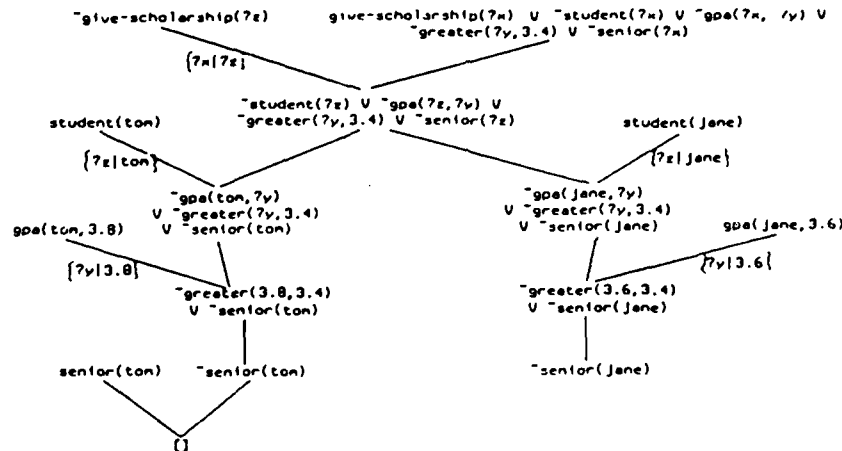 ~give-scholarship(?z)
give-scholarship(?x) V ~student(?x) V ~gpa(?x, ?y) V
~greater(?y,3.4) V ~senior(?x)
{?x|?z}
~student(?z) V ~gpa(?z,?y) V
~greater(?y,3.4) V ~senior(?z)
student(tom)
student(jane)
{?z|tom}
{?z|jane}
~gpa(tom,?y)
V ~greater(?y,3.4)
V ~senior(tom)
~gpa(jane,?y)
V ~greater(?y,3.4)
V ~senior(jane)
gpa(tom,3.8)
gpa(jane,3.6)
{?y|3.8}
{?y|3.6}
~greater(3.8,3.4)
V ~senior(tom)
~greater(3.6,3.4)
V ~senior(jane)
senior(tom)
~senior(tom)
~senior(jane)
[]